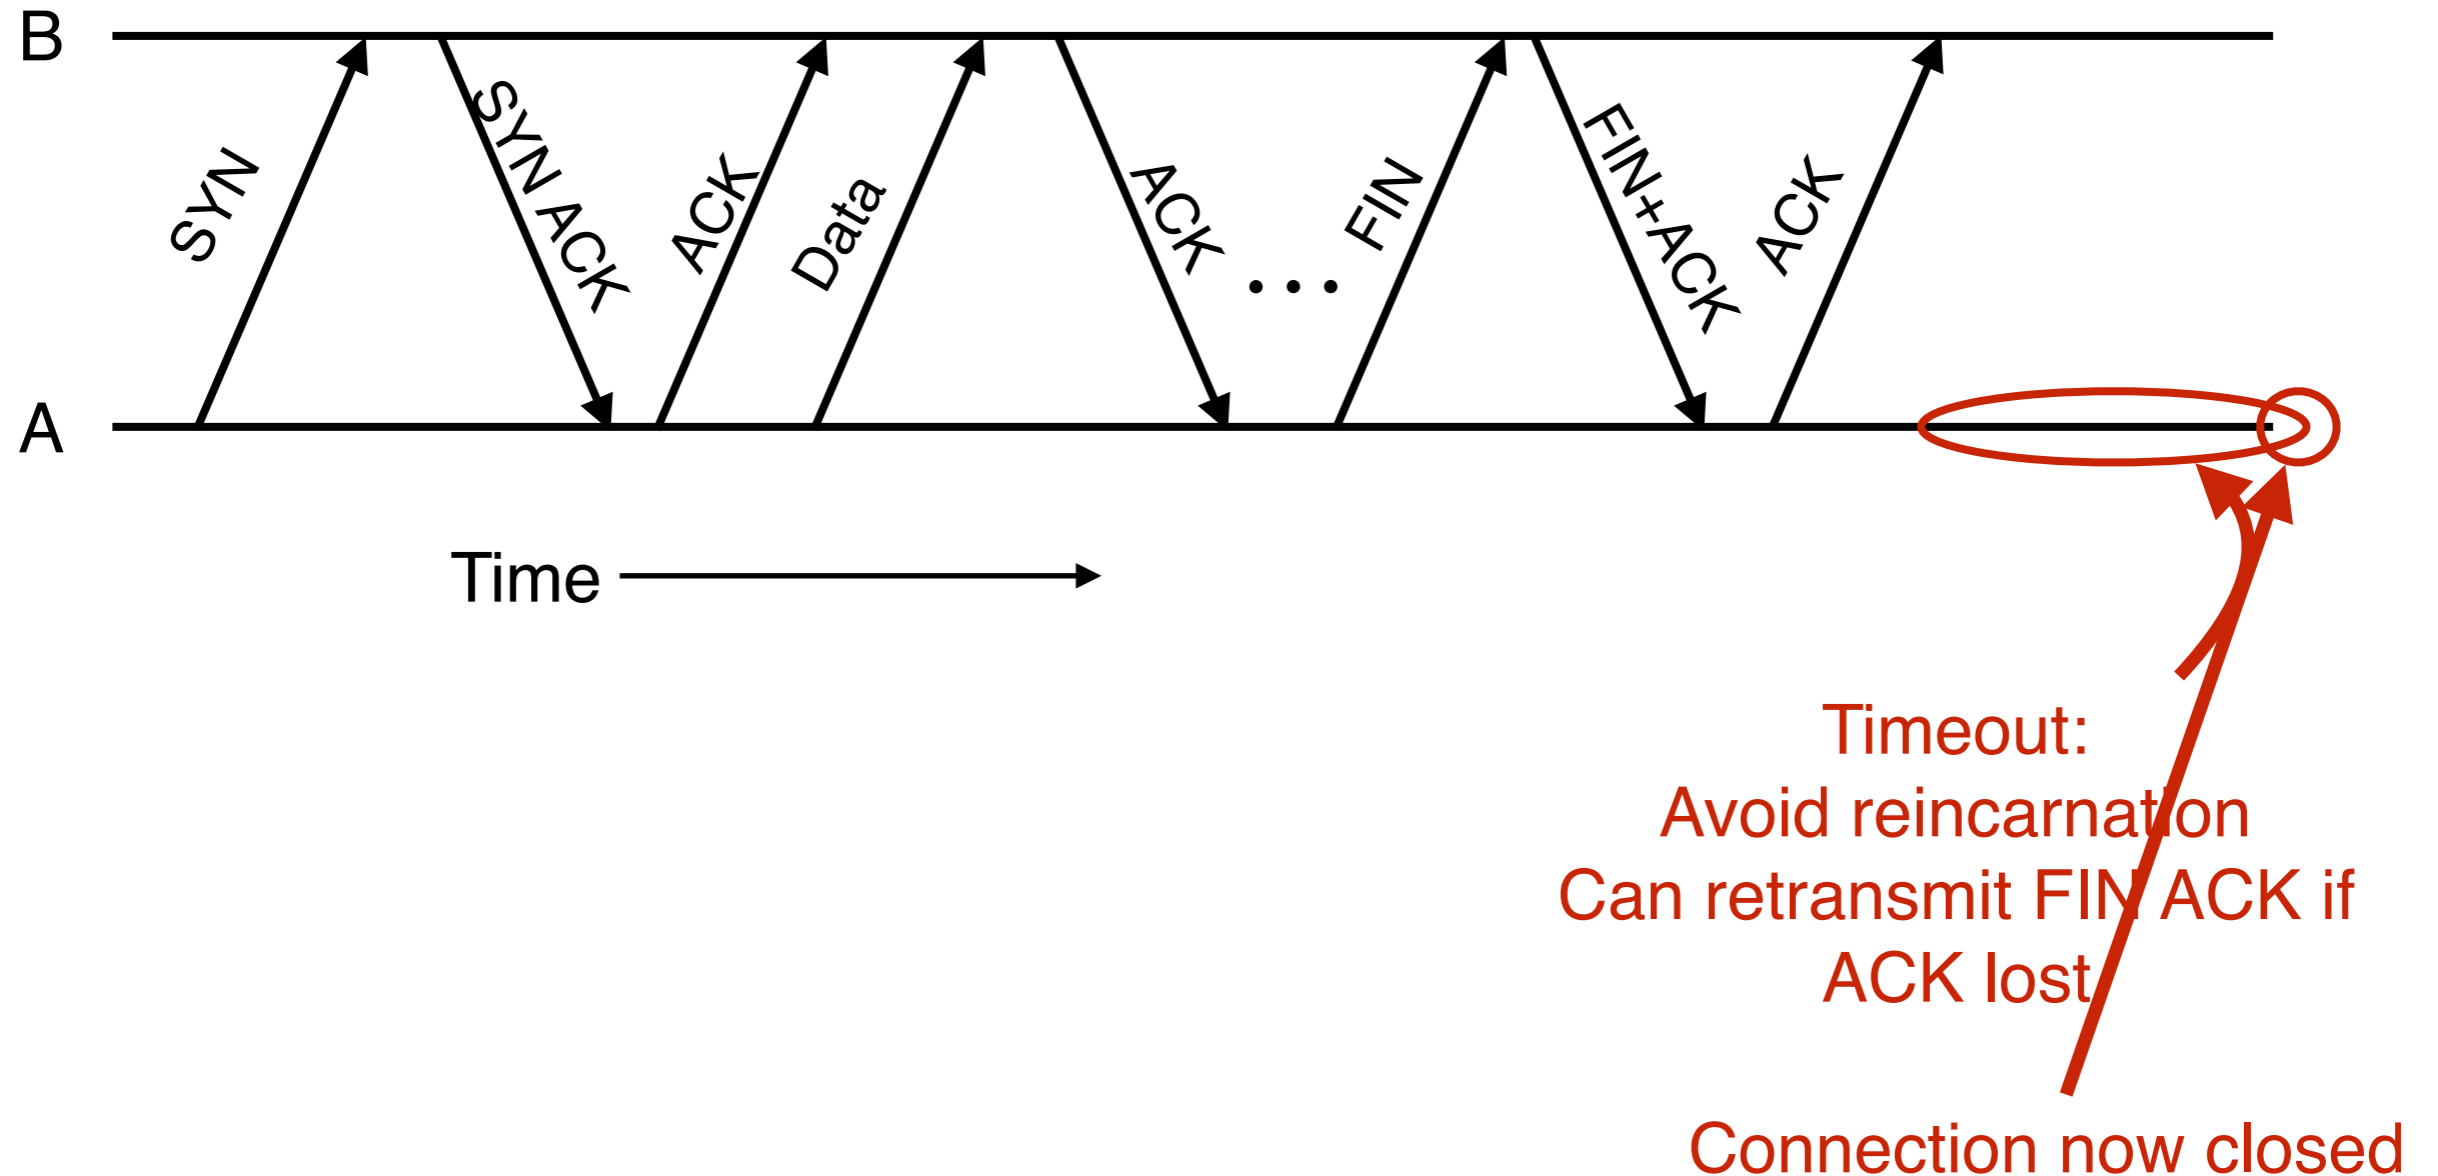 B
SYN
SYN ACK
ACK
Data
ACK
...
FIN
FIN+ACK
ACK
A
Time
Timeout:
Avoid reincarnation
Can retransmit FIN ACK if
ACK lost
Connection now closed